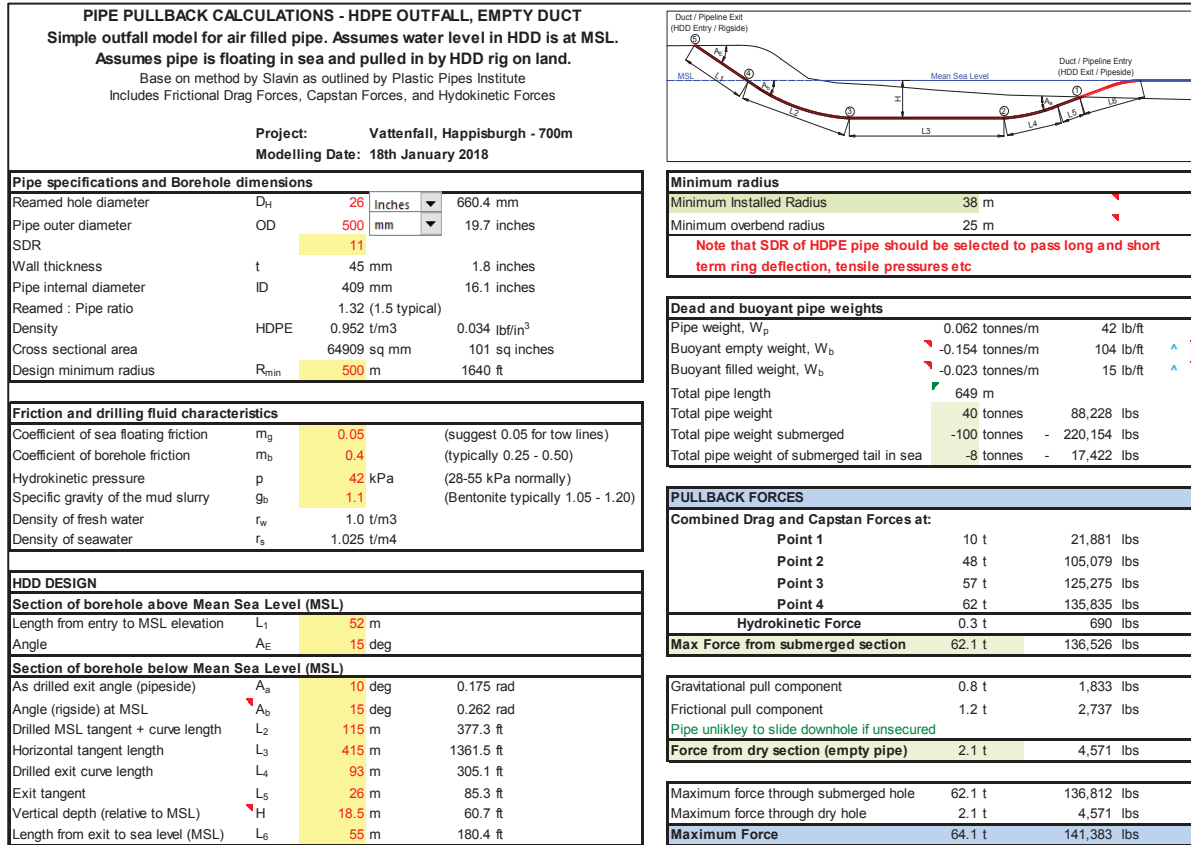 PIPE PULLBACK CALCULATIONS - HDPE OUTFALL, EMPTY DUCT
Simple outfall model for air filled pipe. Assumes water level in HDD is at MSL.
Assumes pipe is floating in sea and pulled in by HDD rig on land.
Base on method by Slavin as outlined by Plastic Pipes Institute
Includes Frictional Drag Forces, Capstan Forces, and Hydokinetic Forces
Project: Vattenfall, Happisburgh - 700m
Modelling Date: 18th January 2018
Duct / Pipeline Exit
(HDD Entry / Rigside)
5
A_E
L1
MSL
4
A_b
L2
3
H
L3
Mean Sea Level
2
A_a
L4
L5
1
L6
Duct / Pipeline Entry
(HDD Exit / Pipeside)
Pipe specifications and Borehole dimensions
Reamed hole diameter D_H 26 Inches 660.4 mm
Pipe outer diameter OD 500 mm 19.7 inches
SDR 11
Wall thickness t 45 mm 1.8 inches
Pipe internal diameter ID 409 mm 16.1 inches
Reamed : Pipe ratio 1.32 (1.5 typical)
Density HDPE 0.952 t/m3 0.034 lbf/in³
Cross sectional area 64909 sq mm 101 sq inches
Design minimum radius R_min 500 m 1640 ft
Friction and drilling fluid characteristics
Coefficient of sea floating friction m_g 0.05 (suggest 0.05 for tow lines)
Coefficient of borehole friction m_b 0.4 (typically 0.25 - 0.50)
Hydrokinetic pressure p 42 kPa (28-55 kPa normally)
Specific gravity of the mud slurry g_b 1.1 (Bentonite typically 1.05 - 1.20)
Density of fresh water r_w 1.0 t/m3
Density of seawater r_s 1.025 t/m4
HDD DESIGN
Section of borehole above Mean Sea Level (MSL)
Length from entry to MSL elevation L_1 52 m
Angle A_E 15 deg
Section of borehole below Mean Sea Level (MSL)
As drilled exit angle (pipeside) A_a 10 deg 0.175 rad
Angle (rigside) at MSL A_b 15 deg 0.262 rad
Drilled MSL tangent + curve length L_2 115 m 377.3 ft
Horizontal tangent length L_3 415 m 1361.5 ft
Drilled exit curve length L_4 93 m 305.1 ft
Exit tangent L_5 26 m 85.3 ft
Vertical depth (relative to MSL) H 18.5 m 60.7 ft
Length from exit to sea level (MSL) L_6 55 m 180.4 ft
Minimum radius
Minimum Installed Radius 38 m
Minimum overbend radius 25 m
Note that SDR of HDPE pipe should be selected to pass long and short
term ring deflection, tensile pressures etc
Dead and buoyant pipe weights
Pipe weight, W_p 0.062 tonnes/m 42 lb/ft
Buoyant empty weight, W_b -0.154 tonnes/m 104 lb/ft ^
Buoyant filled weight, W_b -0.023 tonnes/m 15 lb/ft ^
Total pipe length 649 m
Total pipe weight 40 tonnes 88,228 lbs
Total pipe weight submerged -100 tonnes - 220,154 lbs
Total pipe weight of submerged tail in sea -8 tonnes - 17,422 lbs
PULLBACK FORCES
Combined Drag and Capstan Forces at:
Point 1 10 t 21,881 lbs
Point 2 48 t 105,079 lbs
Point 3 57 t 125,275 lbs
Point 4 62 t 135,835 lbs
Hydrokinetic Force 0.3 t 690 lbs
Max Force from submerged section 62.1 t 136,526 lbs
Gravitational pull component 0.8 t 1,833 lbs
Frictional pull component 1.2 t 2,737 lbs
Pipe unlikley to slide downhole if unsecured
Force from dry section (empty pipe) 2.1 t 4,571 lbs
Maximum force through submerged hole 62.1 t 136,812 lbs
Maximum force through dry hole 2.1 t 4,571 lbs
Maximum Force 64.1 t 141,383 lbs